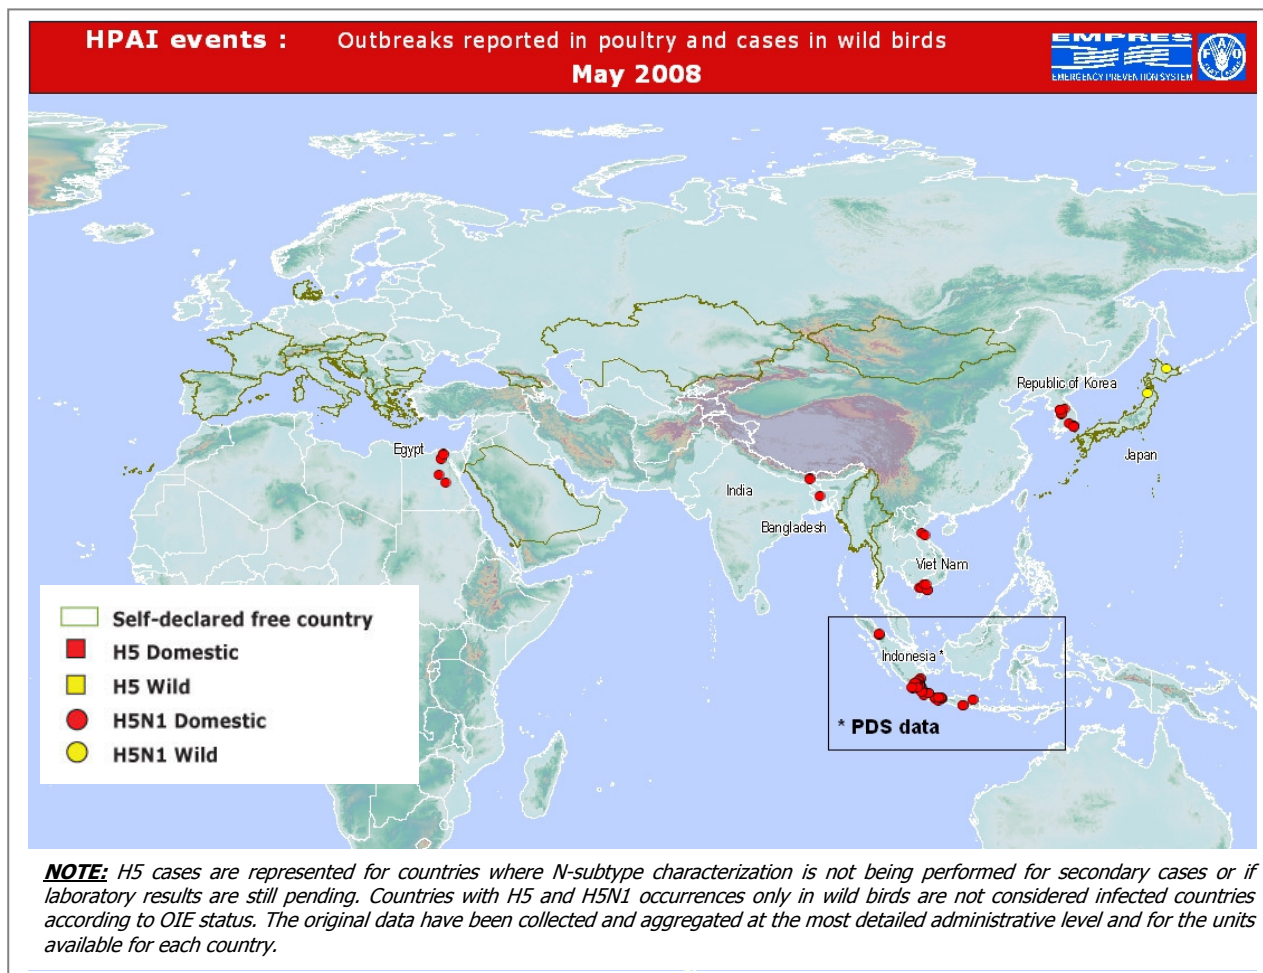 HPAI events : Outbreaks reported in poultry and cases in wild birds
May 2008
EMPRES
EMERGENCY PREVENTION SYSTEM
F A O
FIAT PANIS
Republic of Korea
Japan
Egypt
India
Bangladesh
Viet Nam
Indonesia *
* PDS data
Self-declared free country
H5 Domestic
H5 Wild
H5N1 Domestic
H5N1 Wild
NOTE: H5 cases are represented for countries where N-subtype characterization is not being performed for secondary cases or if
laboratory results are still pending. Countries with H5 and H5N1 occurrences only in wild birds are not considered infected countries
according to OIE status. The original data have been collected and aggregated at the most detailed administrative level and for the units
available for each country.